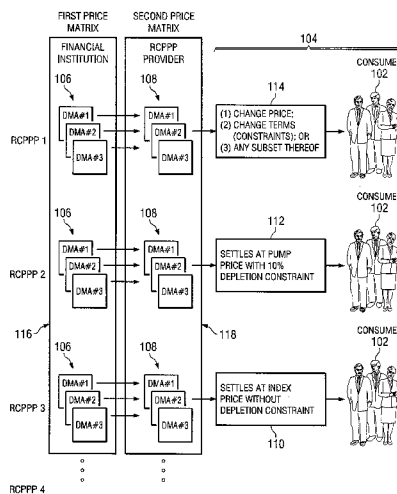 FIRST PRICE
MATRIX
SECOND PRICE
MATRIX
104
FINANCIAL
INSTITUTION
RCPPP
PROVIDER
CONSUME
102
106
108
114
RCPPP 1
DMA#1
DMA#2
DMA#3
DMA#1
DMA#2
DMA#3
(1) CHANGE PRICE;
(2) CHANGE TERMS
(CONSTRAINTS); OR
(3) ANY SUBSET THEREOF
CONSUME
102
106
108
112
RCPPP 2
DMA#1
DMA#2
DMA#3
DMA#1
DMA#2
DMA#3
SETTLES AT PUMP
PRICE WITH 10%
DEPLETION CONSTRAINT
116
118
CONSUME
102
106
108
RCPPP 3
DMA#1
DMA#2
DMA#3
DMA#1
DMA#2
DMA#3
SETTLES AT INDEX
PRICE WITHOUT
DEPLETION CONSTRAINT
110
RCPPP 4